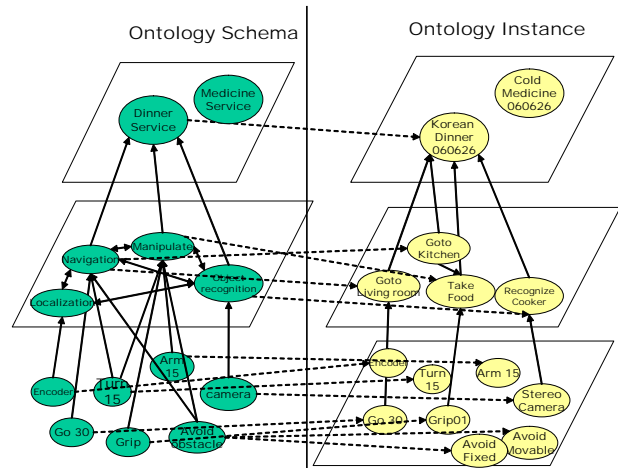 Ontology Schema
Ontology Instance
Medicine
Service
Dinner
Service
Cold
Medicine
060626
Korean
Dinner
060626
Manipulate
Navigation
Object
recognition
Localization
Goto
Kitchen
Goto
Living room
Take
Food
Recognize
Cooker
Arm
15
Encoder
Turn
15
camera
Go 30
Grip
Avoid
obstacle
Encoder
Turn
15
Arm 15
Stereo
Camera
Go 30
Grip01
Avoid
Fixed
Avoid
Movable